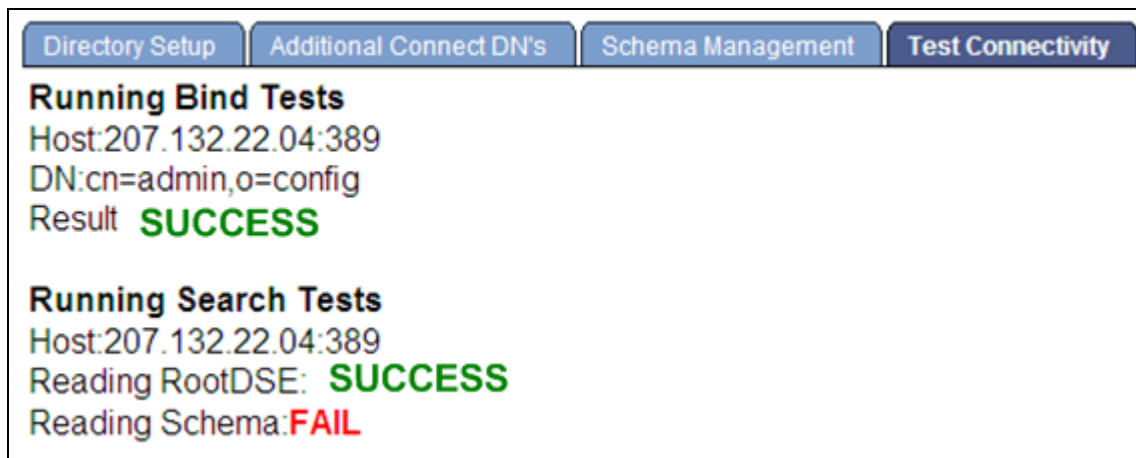 Directory Setup Additional Connect DN's Schema Management Test Connectivity
Running Bind Tests
Host:207.132.22.04:389
DN:cn=admin,o=config
Result SUCCESS
Running Search Tests
Host:207.132.22.04:389
Reading RootDSE: SUCCESS
Reading Schema:FAIL